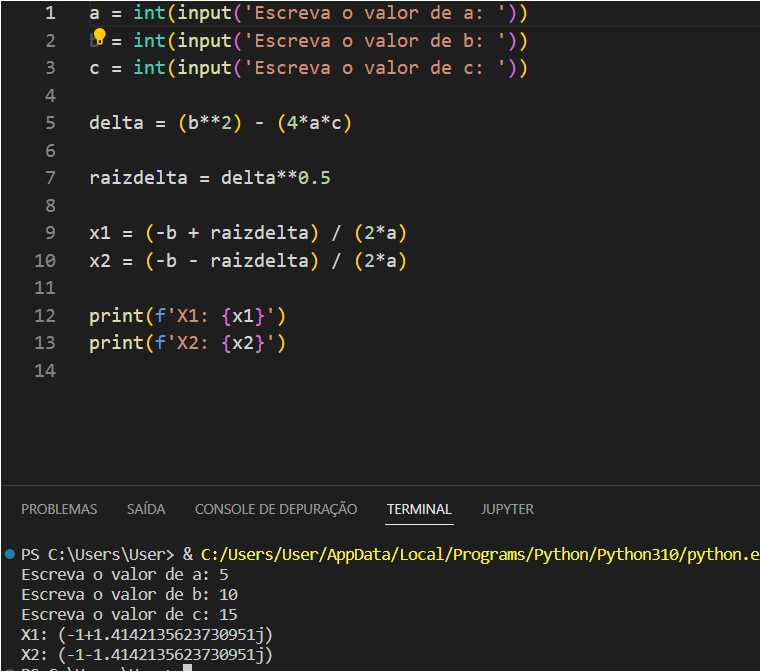 1 a = int(input('Escreva o valor de a: '))
2 b = int(input('Escreva o valor de b: '))
3 c = int(input('Escreva o valor de c: '))
4
5 delta = (b**2) - (4*a*c)
6
7 raizdelta = delta**0.5
8
9 x1 = (-b + raizdelta) / (2*a)
10 x2 = (-b - raizdelta) / (2*a)
11
12 print(f'X1: {x1}')
13 print(f'X2: {x2}')
14
PROBLEMAS SAÍDA CONSOLE DE DEPURAÇÃO TERMINAL JUPYTER
PS C:\Users\User> & C:/Users/User/AppData/Local/Programs/Python/Python310/python.e
Escreva o valor de a: 5
Escreva o valor de b: 10
Escreva o valor de c: 15
X1: (-1+1.4142135623730951j)
X2: (-1-1.4142135623730951j)